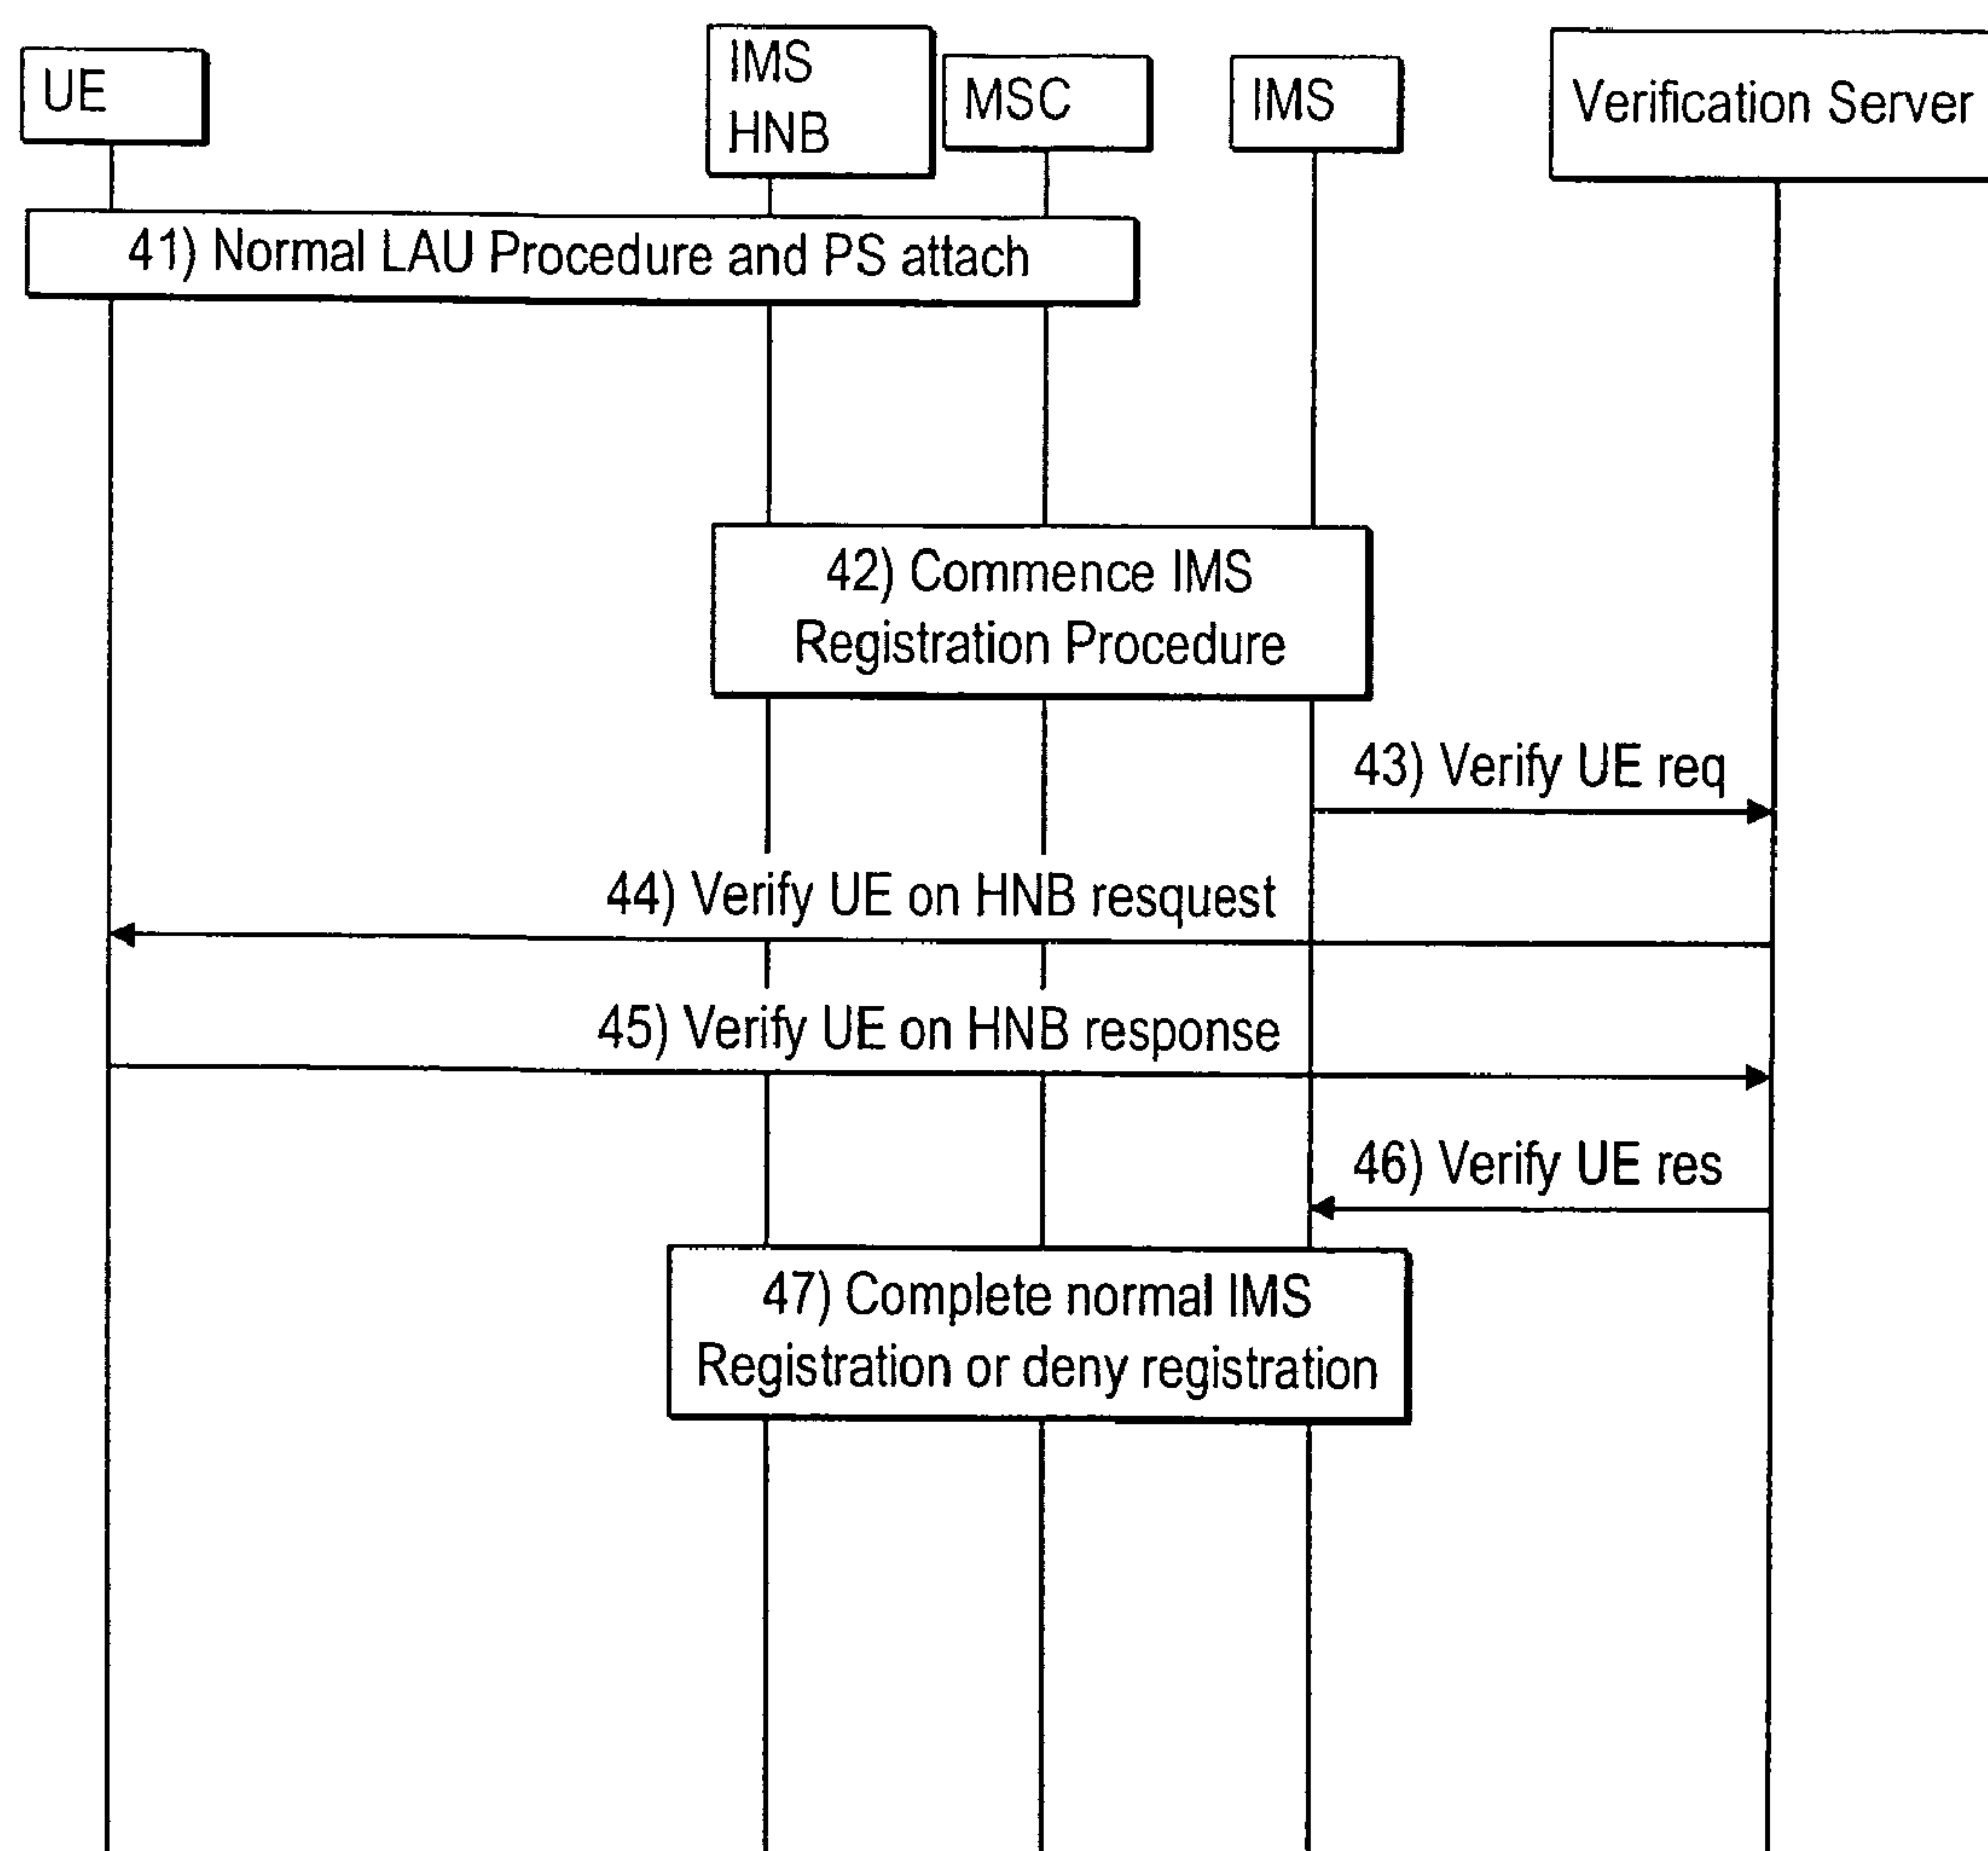 UE
IMS
HNB
MSC
IMS
Verification Server
41) Normal LAU Procedure and PS attach
42) Commence IMS
Registration Procedure
43) Verify UE req
44) Verify UE on HNB resquest
45) Verify UE on HNB response
46) Verify UE res
47) Complete normal IMS
Registration or deny registration